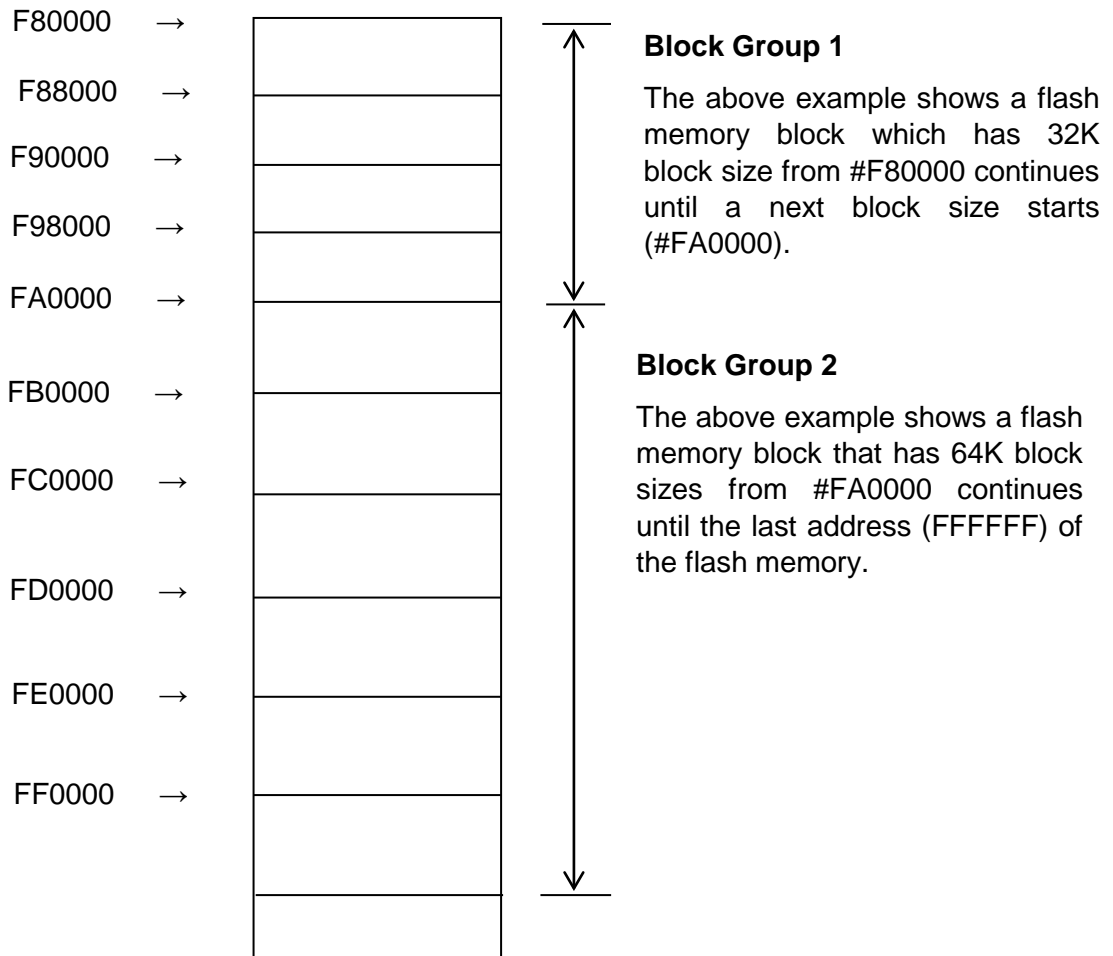 F80000 →
F88000 →
F90000 →
F98000 →
FA0000 →
FB0000 →
FC0000 →
FD0000 →
FE0000 →
FF0000 →
Block Group 1
The above example shows a flash
memory block which has 32K
block size from #F80000 continues
until a next block size starts
(#FA0000).
Block Group 2
The above example shows a flash
memory block that has 64K block
sizes from #FA0000 continues
until the last address (FFFFFF) of
the flash memory.